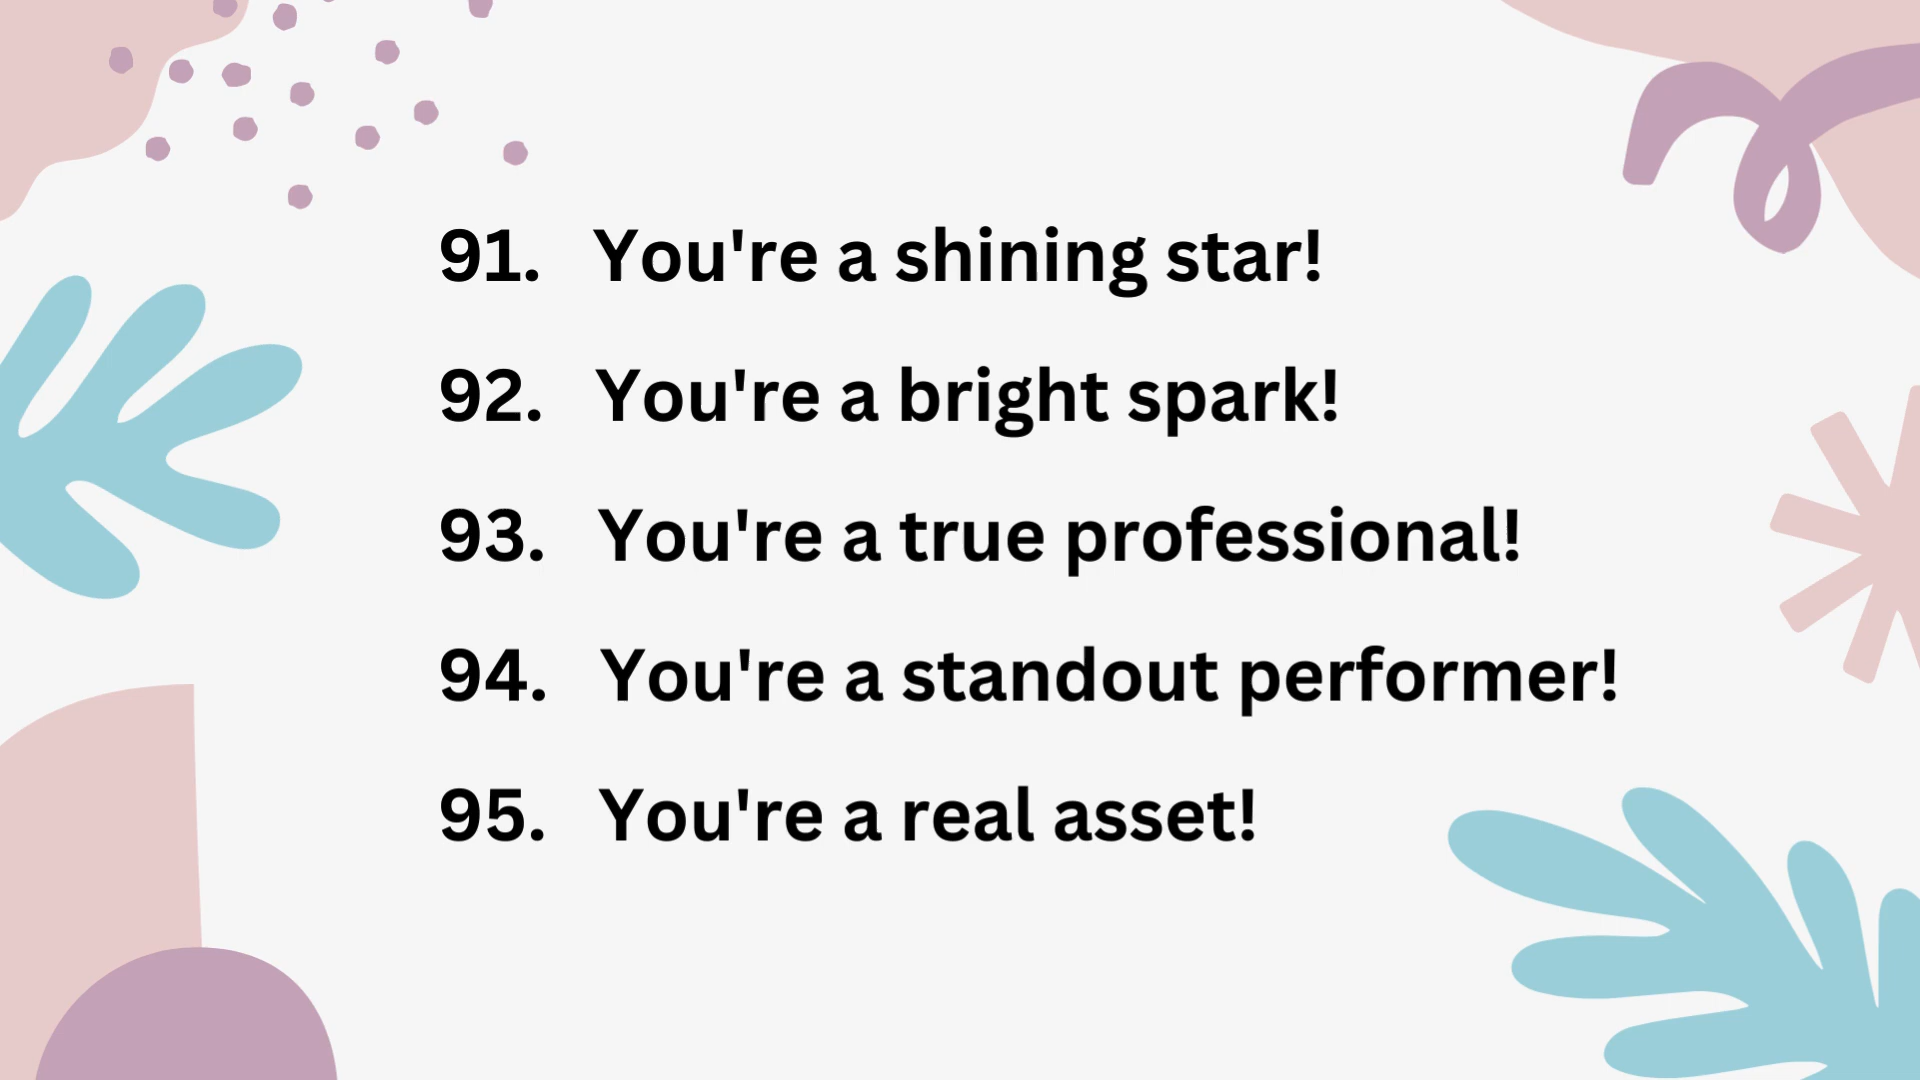 91. You're a shining star!
92. You're a bright spark!
93. You're a true professional!
94. You're a standout performer!
95. You're a real asset!